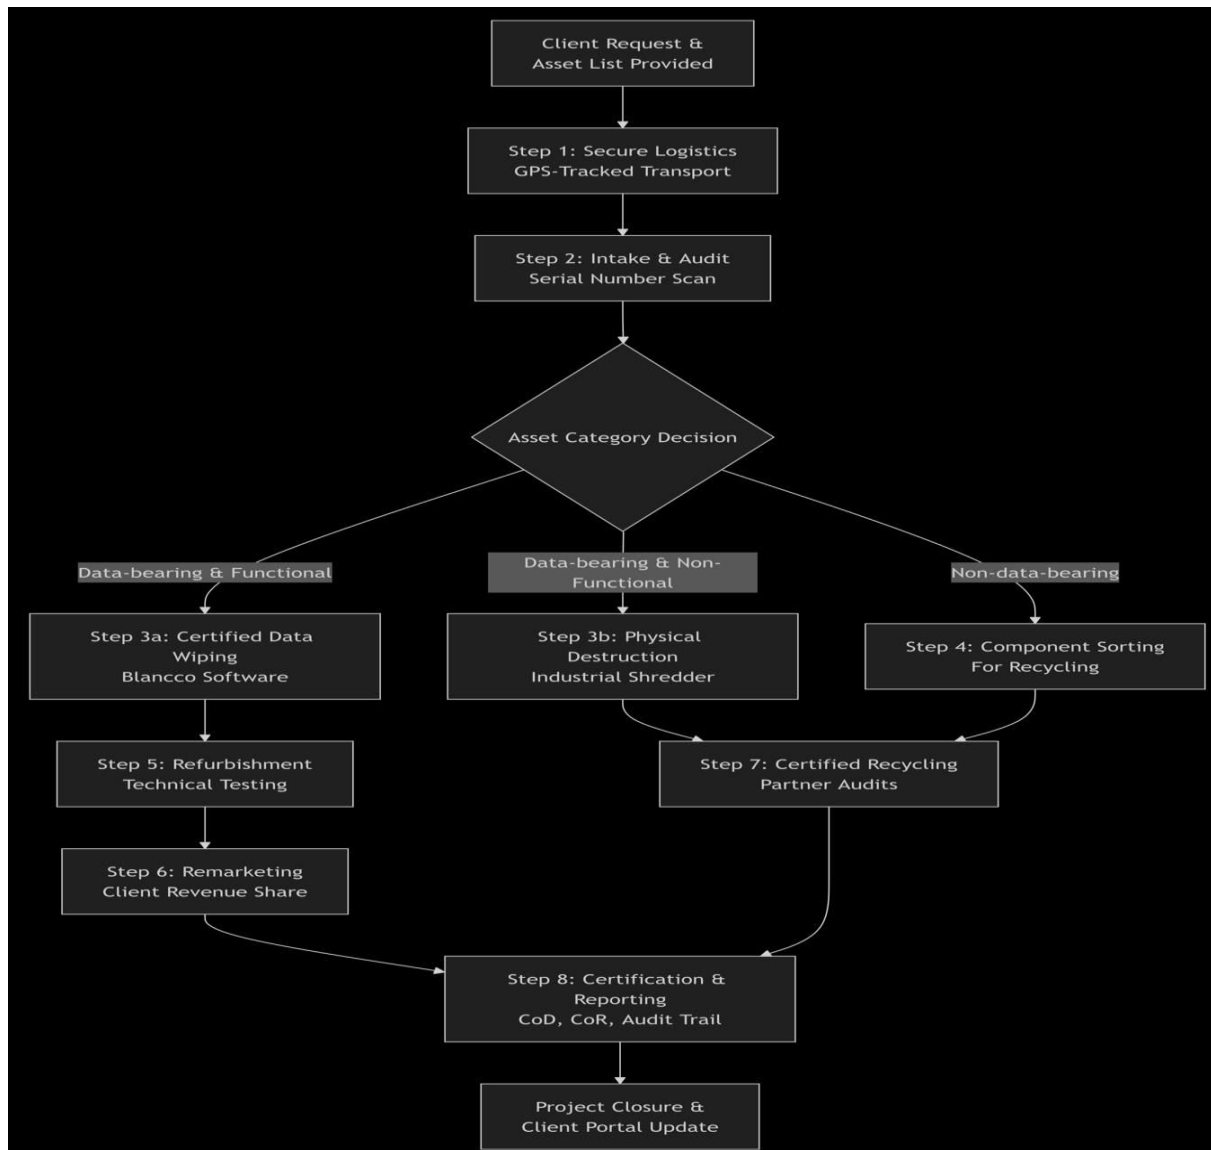 Client Request &
Asset List Provided
Step 1: Secure Logistics
GPS-Tracked Transport
Step 2: Intake & Audit
Serial Number Scan
Asset Category Decision
Data-bearing & Functional
Data-bearing & Non-
Functional
Non-data-bearing
Step 3a: Certified Data
Wiping
Blancco Software
Step 3b: Physical
Destruction
Industrial Shredder
Step 4: Component Sorting
For Recycling
Step 5: Refurbishment
Technical Testing
Step 7: Certified Recycling
Partner Audits
Step 6: Remarketing
Client Revenue Share
Step 8: Certification &
Reporting
CoD, CoR, Audit Trail
Project Closure &
Client Portal Update